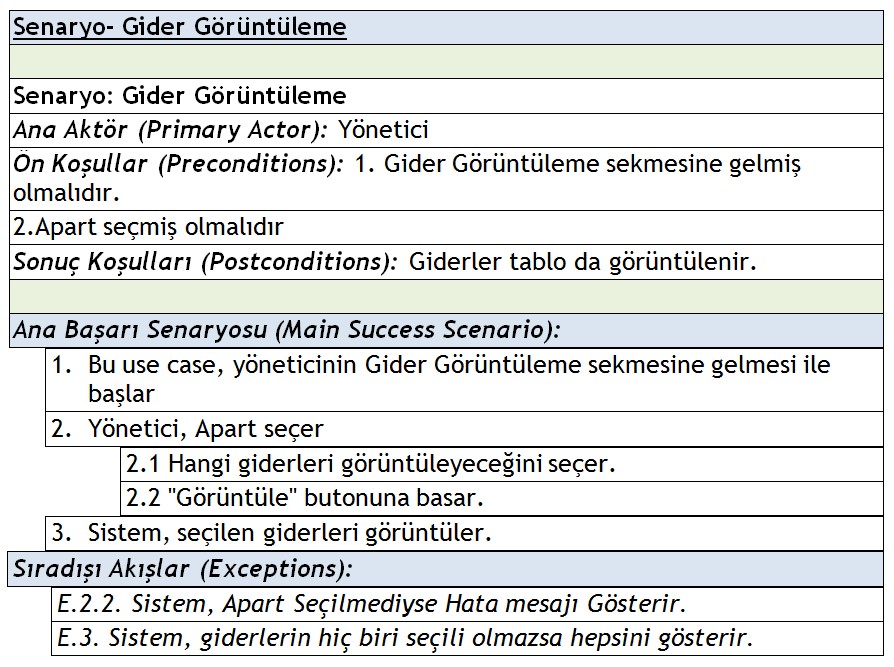 Senaryo- Gider Görüntüleme
Senaryo: Gider Görüntüleme
Ana Aktör (Primary Actor): Yönetici
Ön Koşullar (Preconditions): 1. Gider Görüntüleme sekmesine gelmiş
olmalıdır.
2.Apart seçmiş olmalıdır
Sonuç Koşulları (Postconditions): Giderler tablo da görüntülenir.
Ana Başarı Senaryosu (Main Success Scenario):
1. Bu use case, yöneticinin Gider Görüntüleme sekmesine gelmesi ile
başlar
2. Yönetici, Apart seçer
2.1 Hangi giderleri görüntüleyeceğini seçer.
2.2 "Görüntüle" butonuna basar.
3. Sistem, seçilen giderleri görüntüler.
Sıradışı Akışlar (Exceptions):
E.2.2. Sistem, Apart Seçilmediyse Hata mesajı Gösterir.
E.3. Sistem, giderlerin hiç biri seçili olmazsa hepsini gösterir.